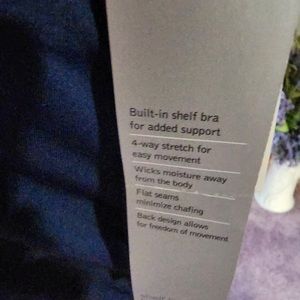 Built-in shelf bra
for added support
4-way stretch for
easy movement
Wicks moisture away
from the body
Flat seams
minimize chafing
Back design allows
for freedom of movement